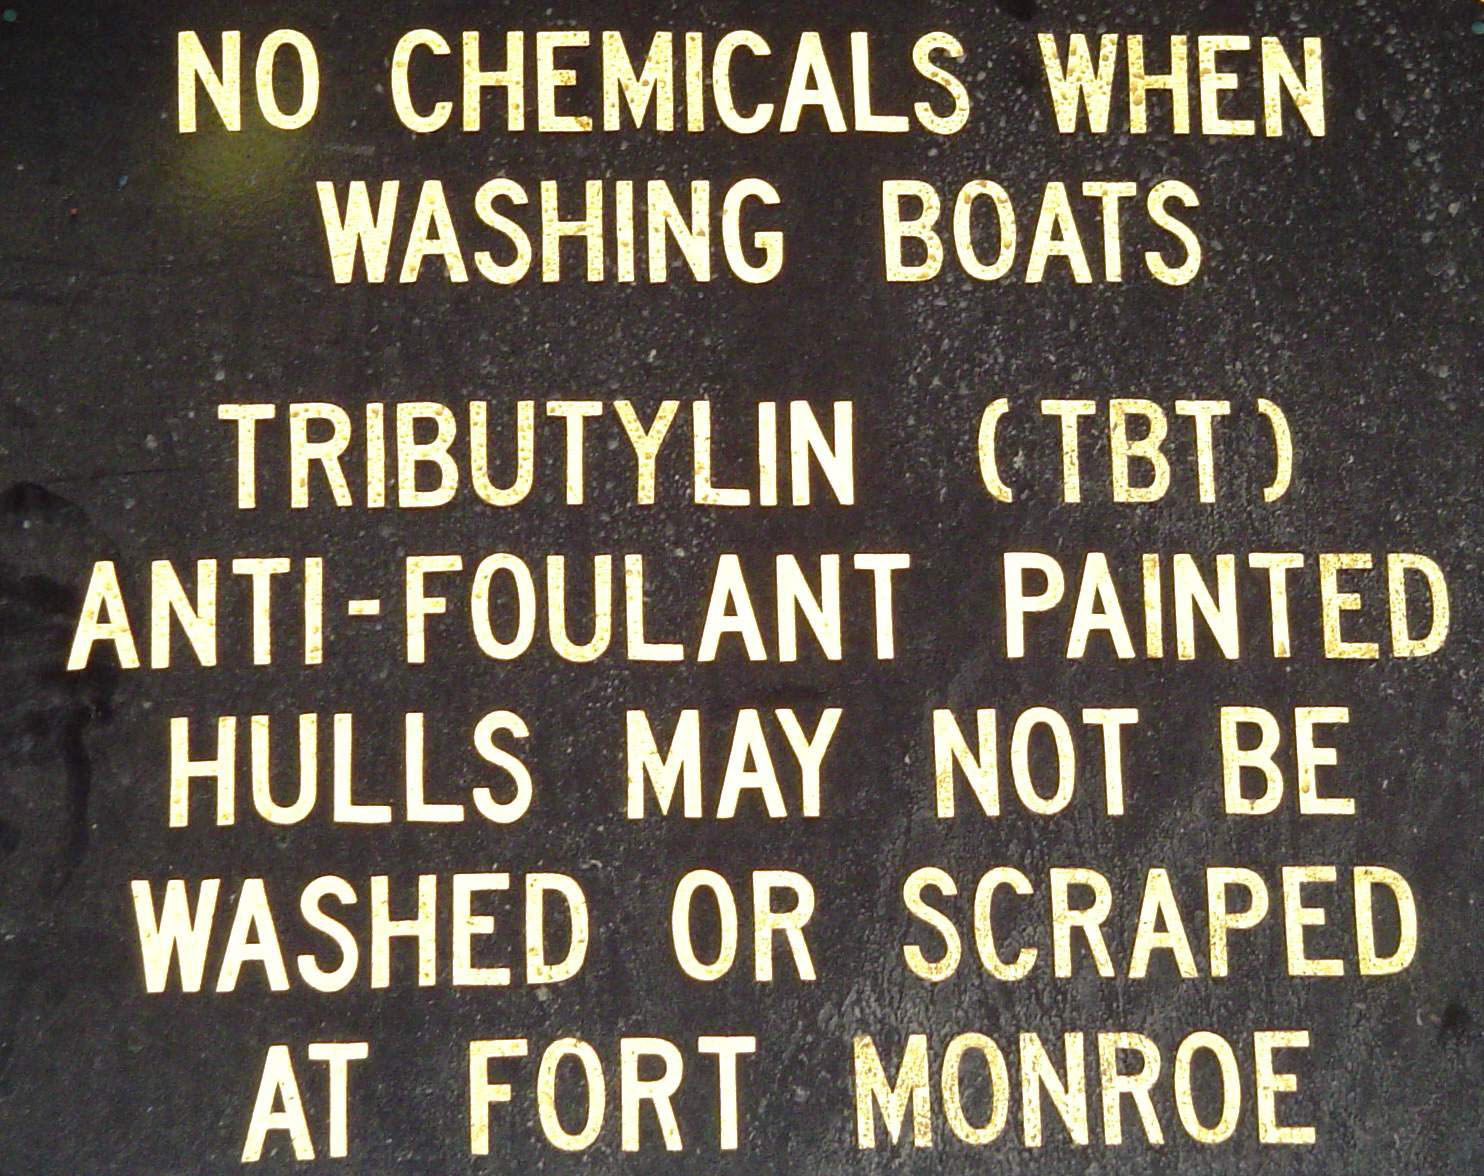 NO CHEMICALS WHEN
WASHING BOATS
TRIBUTYLIN (TBT)
ANTI-FOULANT PAINTED
HULLS MAY NOT BE
WASHED OR SCRAPED
AT FORT MONROE